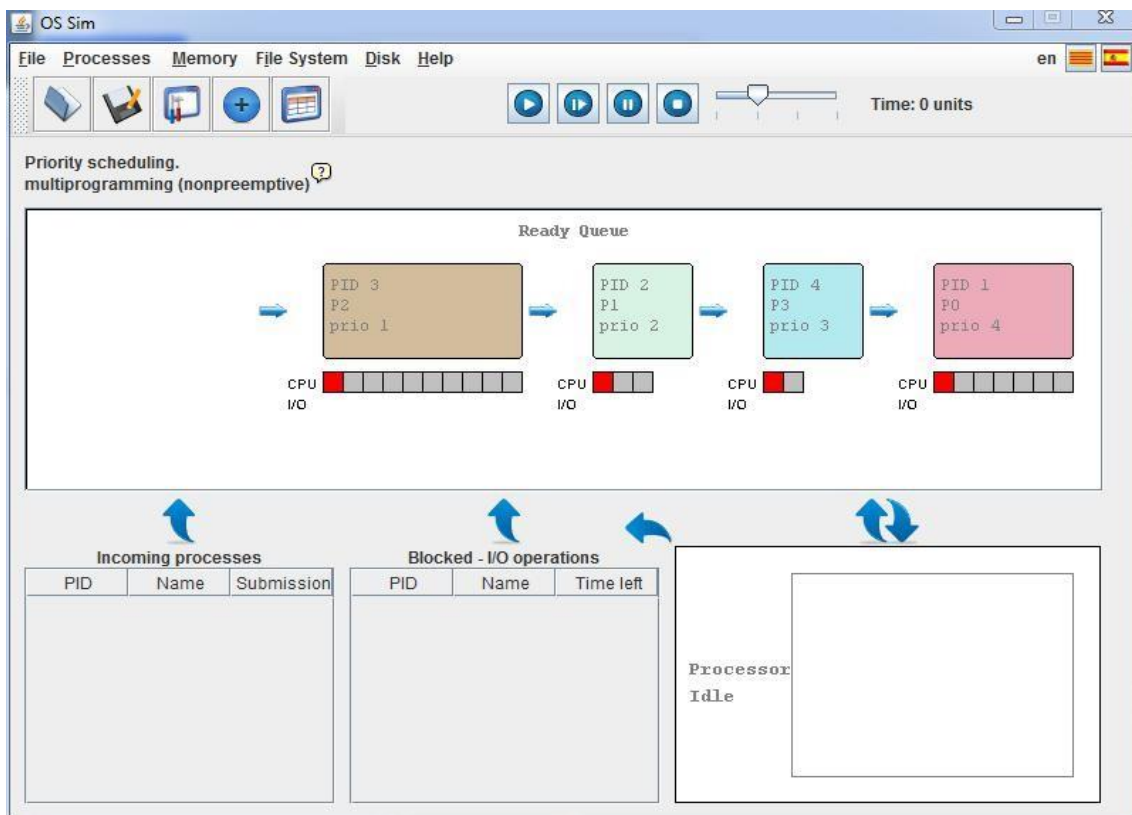 OS Sim
File Processes Memory File System Disk Help
en
Time: 0 units
Priority scheduling.
multiprogramming (nonpreemptive) ?
Ready Queue
PID 3
P2
prio 1
CPU
I/O
PID 2
P1
prio 2
CPU
I/O
PID 4
P3
prio 3
CPU
I/O
PID 1
P0
prio 4
CPU
I/O
Incoming processes
PID Name Submission
Blocked - I/O operations
PID Name Time left
Processor
Idle